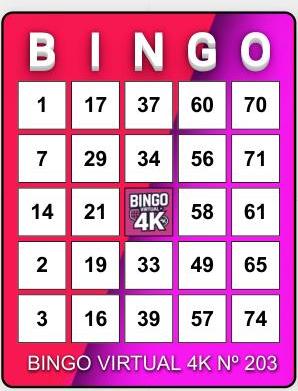 B I N G O
1 17 37 60 70
7 29 34 56 71
14 21 BINGO VIRTUAL 4K 58 61
2 19 33 49 65
3 16 39 57 74
BINGO VIRTUAL 4K Nº 203